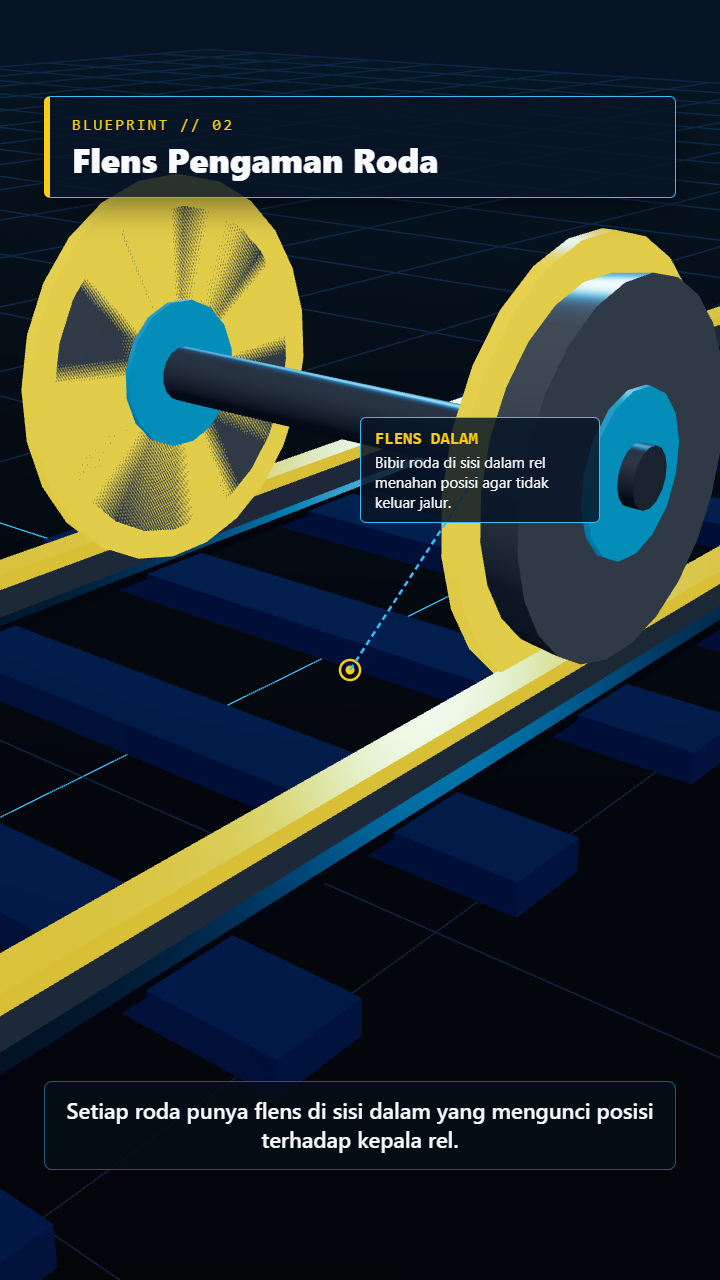 BLUEPRINT // 02
Flens Pengaman Roda
FLENS DALAM
Bibir roda di sisi dalam rel
menahan posisi agar tidak
keluar jalur.
Setiap roda punya flens di sisi dalam yang mengunci posisi
terhadap kepala rel.